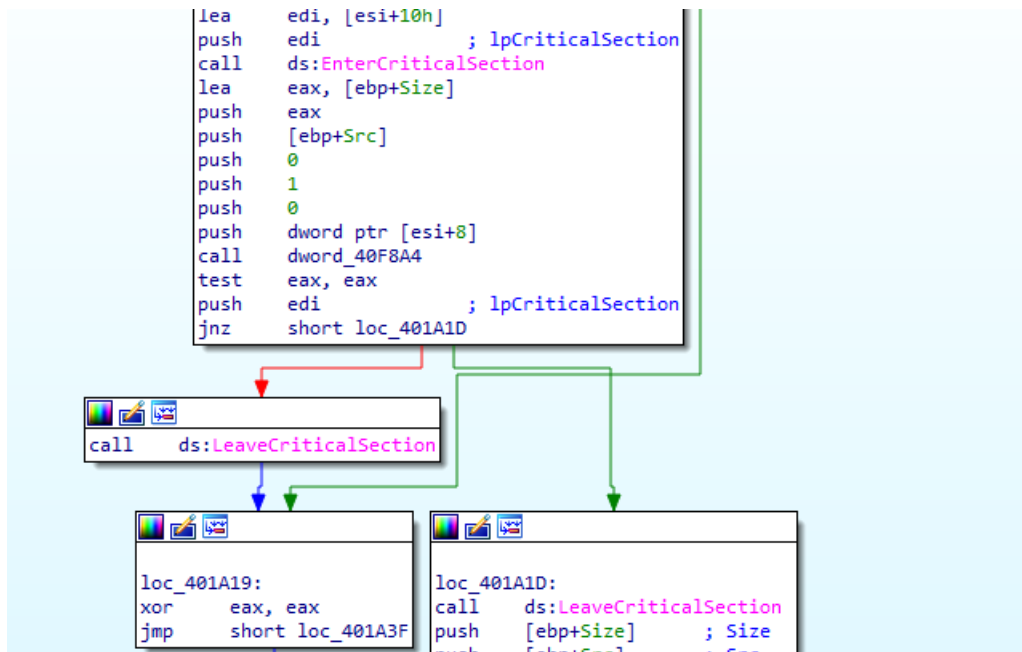 lea edi, [esi+10h]
push edi ; lpCriticalSection
call ds:EnterCriticalSection
lea eax, [ebp+Size]
push eax
push [ebp+Src]
push 0
push 1
push 0
push dword ptr [esi+8]
call dword_40F8A4
test eax, eax
push edi ; lpCriticalSection
jnz short loc_401A1D
call ds:LeaveCriticalSection
loc_401A19:
xor eax, eax
jmp short loc_401A3F
loc_401A1D:
call ds:LeaveCriticalSection
push [ebp+Size] ; Size